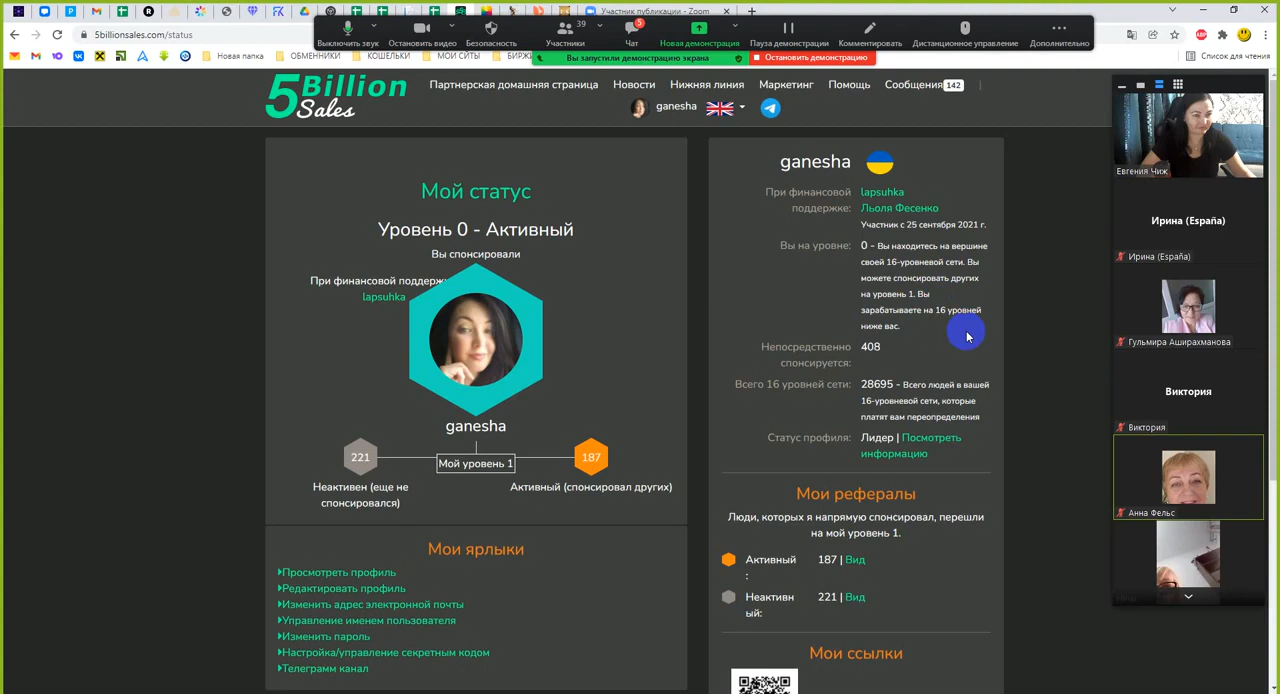 Участник публикации - Zoom
5billionsales.com/status
39
5
Выключить звук
Остановить видео
Безопасность
Участники
Чат
Новая демонстрация
Пауза демонстрации
Комментировать
Дистанционное управление
Дополнительно
Вы запустили демонстрацию экрана
Остановить демонстрацию
Новая папка
ОБМЕННИКИ
КОШЕЛЬКИ
МОИ СЙТЫ
Список для чтения
5Billion
Sales
Партнерская домашняя страница
Новости
Нижняя линия
Маркетинг
Помощь
Сообщения 142
ganesha
Мой статус
Уровень 0 - Активный
Вы спонсировали
При финансовой
lapsuhka
ganesha
221
Мой уровень 1
187
Неактивен (еще не
спонсировался)
Активный (спонсировал других)
Мои ярлыки
Просмотреть профиль
Редактировать профиль
Изменить адрес электронной почты
Управление именем пользователя
Изменить пароль
Настройка/управление секретным кодом
Телеграмм канал
ganesha
При финансовой
поддержке:
lapsuhka
Льоля Фесенко
Участник с 25 сентября 2021 г.
Вы на уровне:
0 - Вы находитесь на вершине
своей 16-уровневой сети. Вы
можете спонсировать других
на уровень 1. Вы
зарабатываете на 16 уровней
ниже вас.
Непосредственно
спонсируется:
408
Всего 16 уровней сети:
28695 - Всего людей в вашей
16-уровневой сети, которые
платят вам переопределения
Статус профиля:
Лидер | Посмотреть
информацию
Мои рефералы
Люди, которых я напрямую спонсировал, перешли
на мой уровень 1.
Активный
:
187 | Вид
Неактивн
ый:
221 | Вид
Мои ссылки
Евгения Чиж
Ирина (España)
Ирина (España)
Гульмира Аширахманова
Виктория
Виктория
Анна Фельс